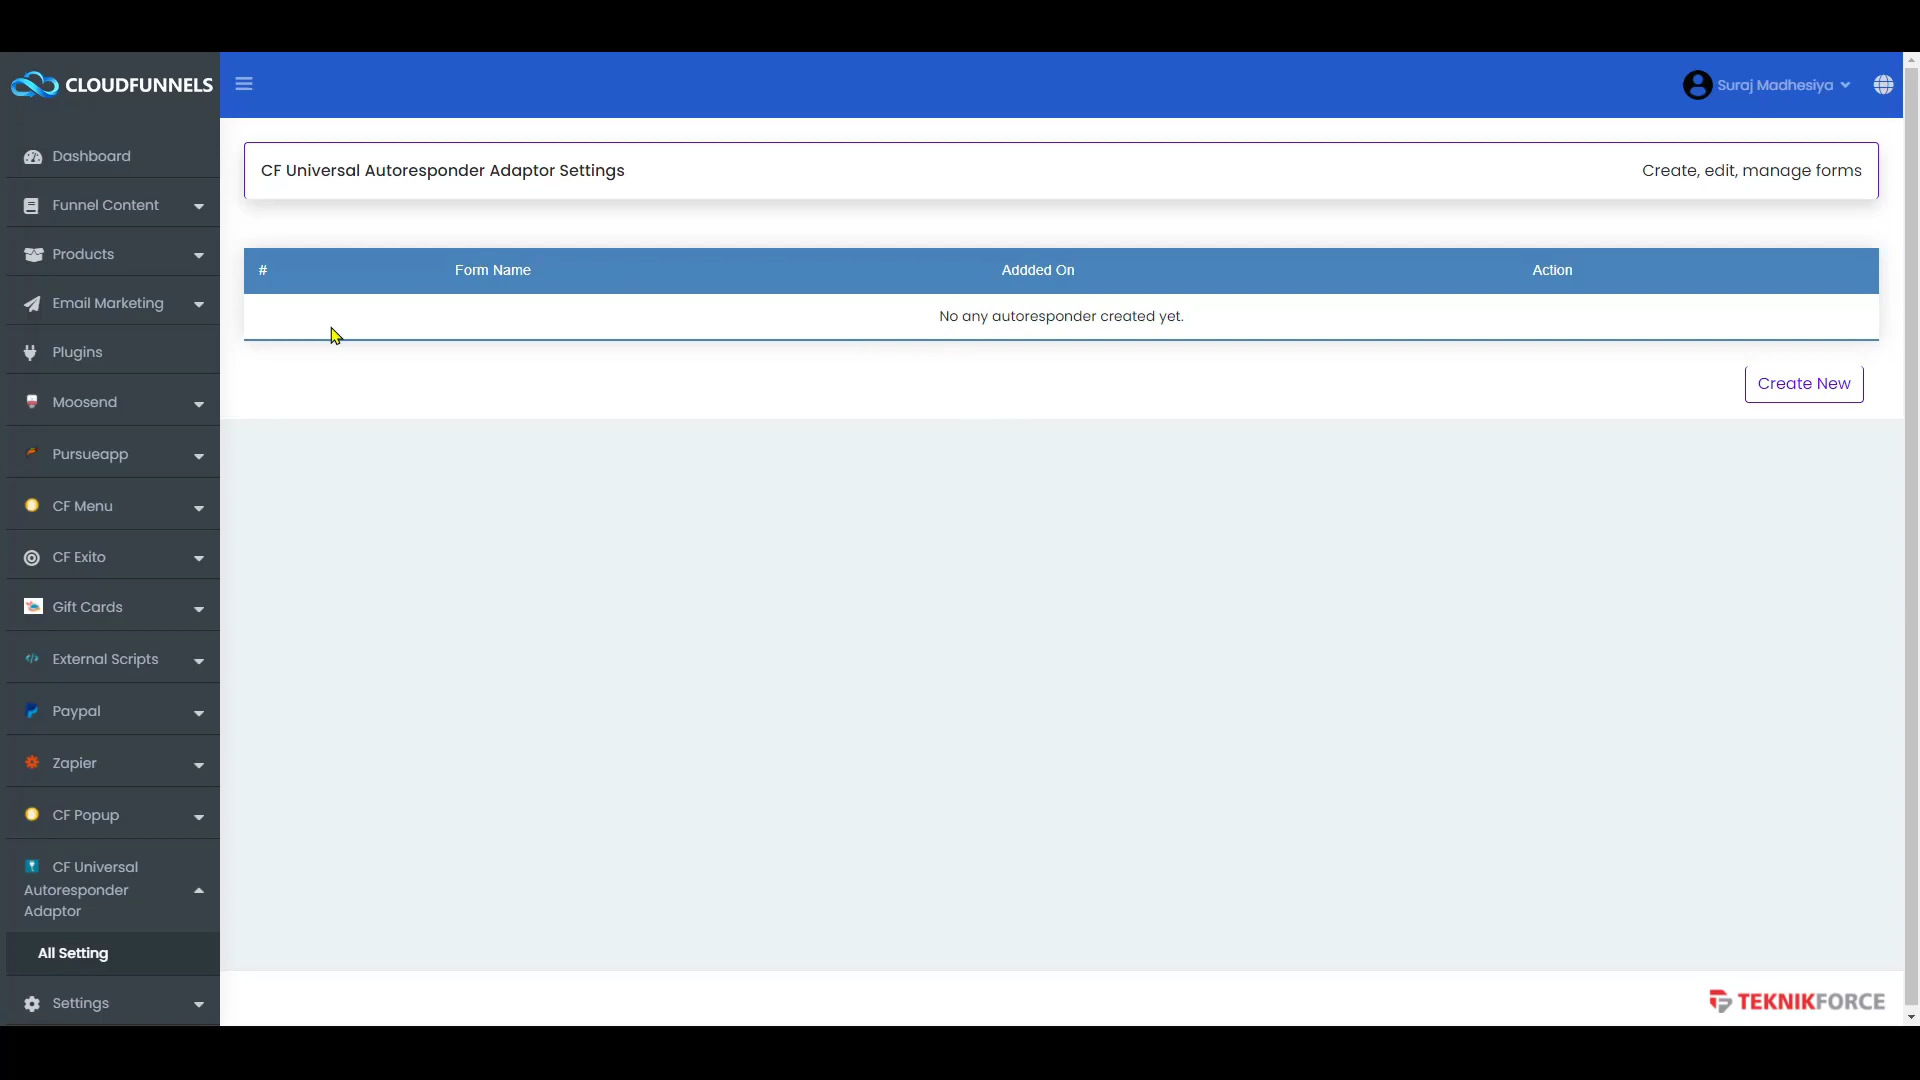 CLOUDFUNNELS
Suraj Madhesiya
Dashboard
Funnel Content
Products
Email Marketing
Plugins
Moosend
Pursueapp
CF Menu
CF Exito
Gift Cards
External Scripts
Paypal
Zapier
CF Popup
CF Universal
Autoresponder
Adaptor
All Setting
Settings
CF Universal Autoresponder Adaptor Settings
Create, edit, manage forms
# Form Name Addded On Action
No any autoresponder created yet.
Create New
TEKNIKFORCE